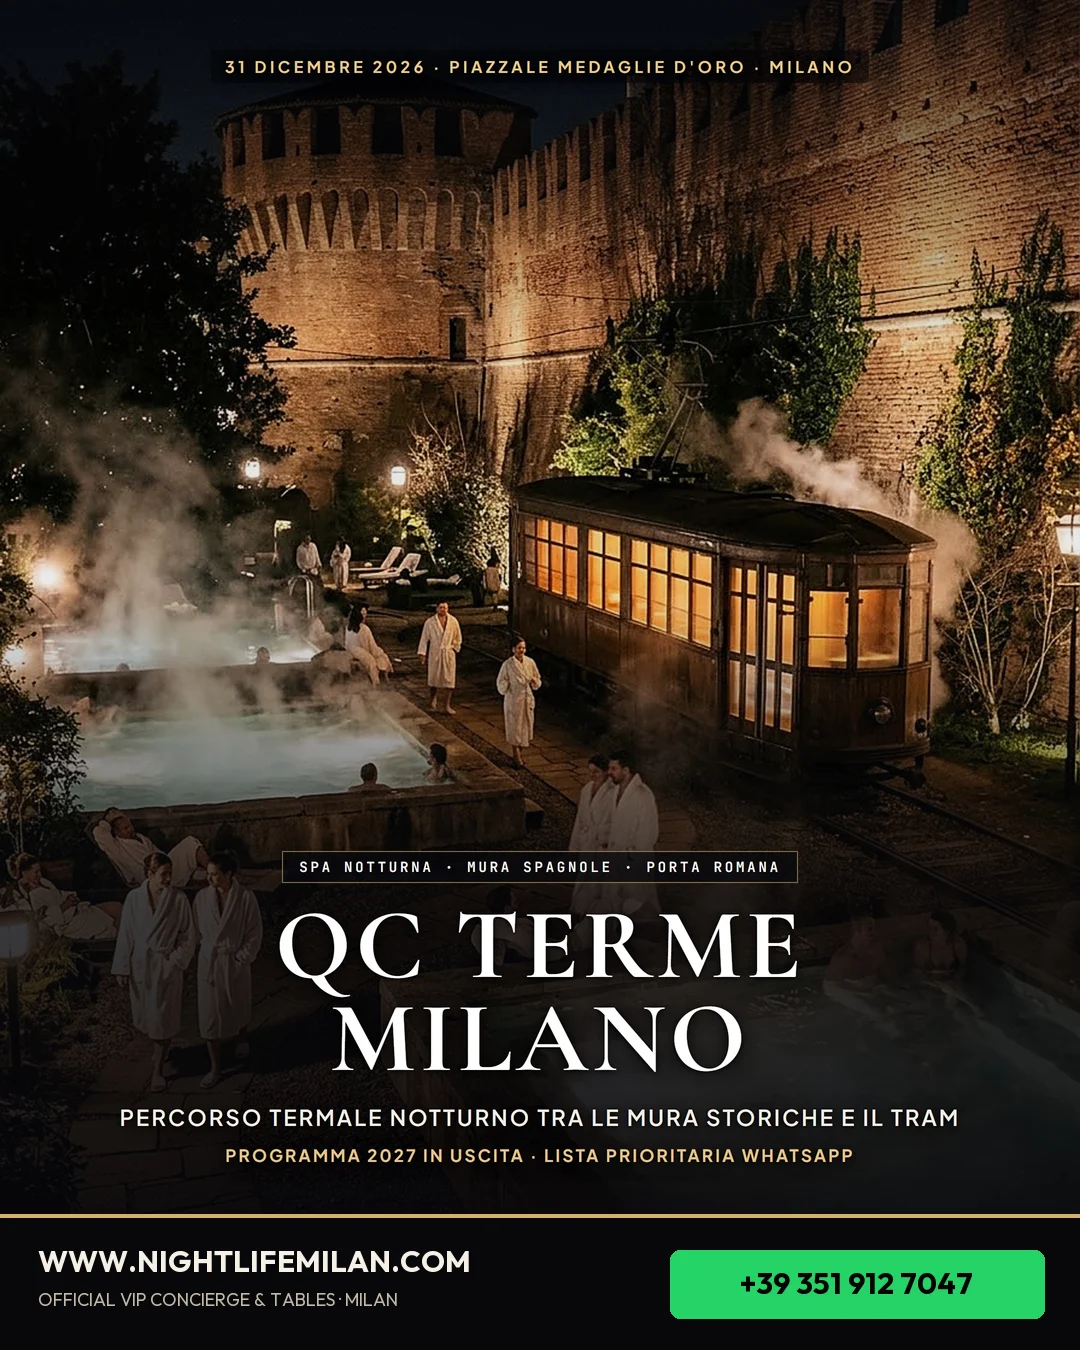 31 DICEMBRE 2026 · PIAZZALE MEDAGLIE D'ORO · MILANO
SPA NOTTURNA · MURA SPAGNOLE · PORTA ROMANA
QC TERME
MILANO
PERCORSO TERMALE NOTTURNO TRA LE MURA STORICHE E IL TRAM
PROGRAMMA 2027 IN USCITA · LISTA PRIORITARIA WHATSAPP
WWW.NIGHTLIFEMILAN.COM
OFFICIAL VIP CONCIERGE & TABLES · MILAN
+39 351 912 7047